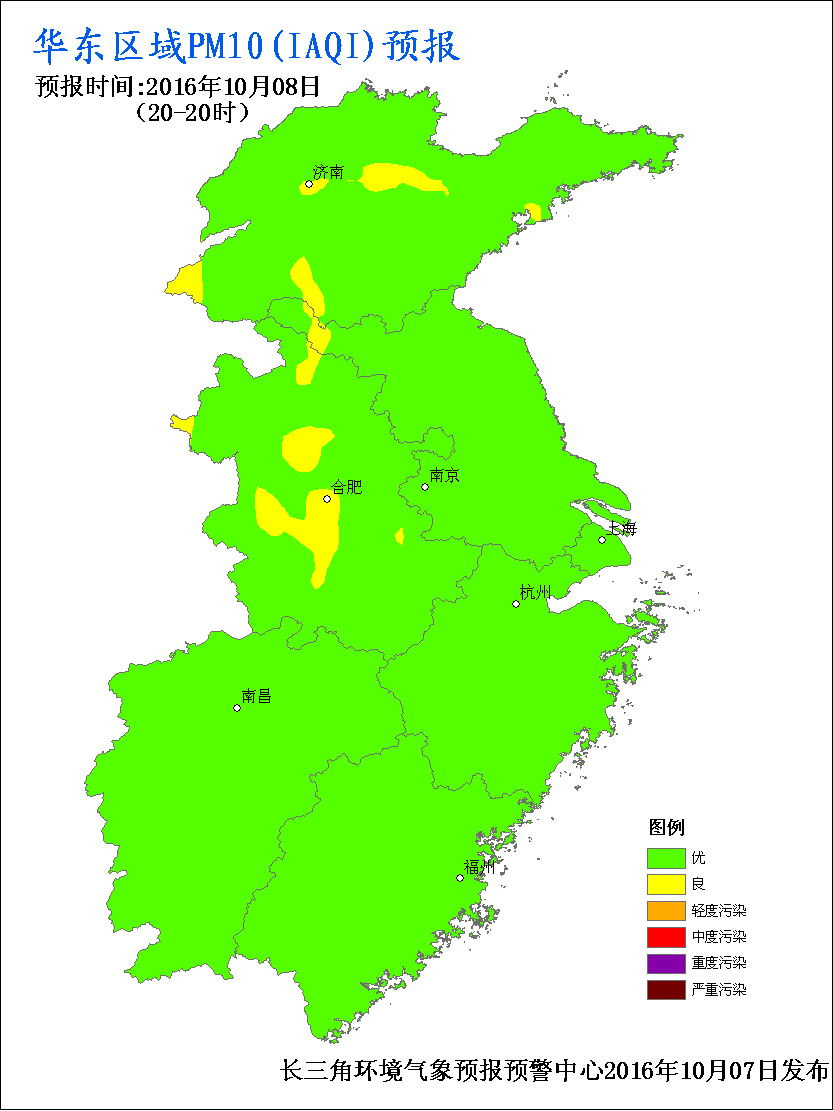 华东区域PM10(IAQI)预报
预报时间:2016年10月08日
(20-20时)
济南
合肥
南京
上海
杭州
南昌
福州
图例
优
良
轻度污染
中度污染
重度污染
严重污染
长三角环境气象预报预警中心2016年10月07日发布